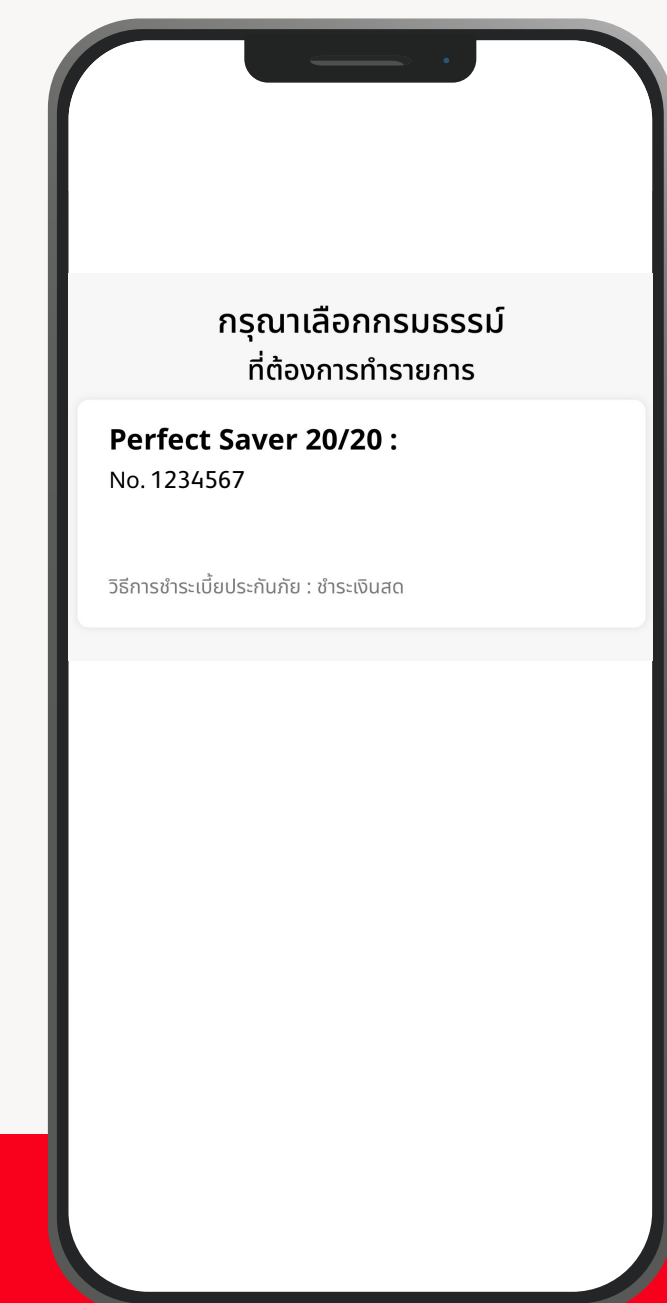 กรุณาเลือกกรมธรรม์
ที่ต้องการทำรายการ
Perfect Saver 20/20 :
No. 1234567
วิธีการชำระเบี้ยประกันภัย : ชำระเงินสด